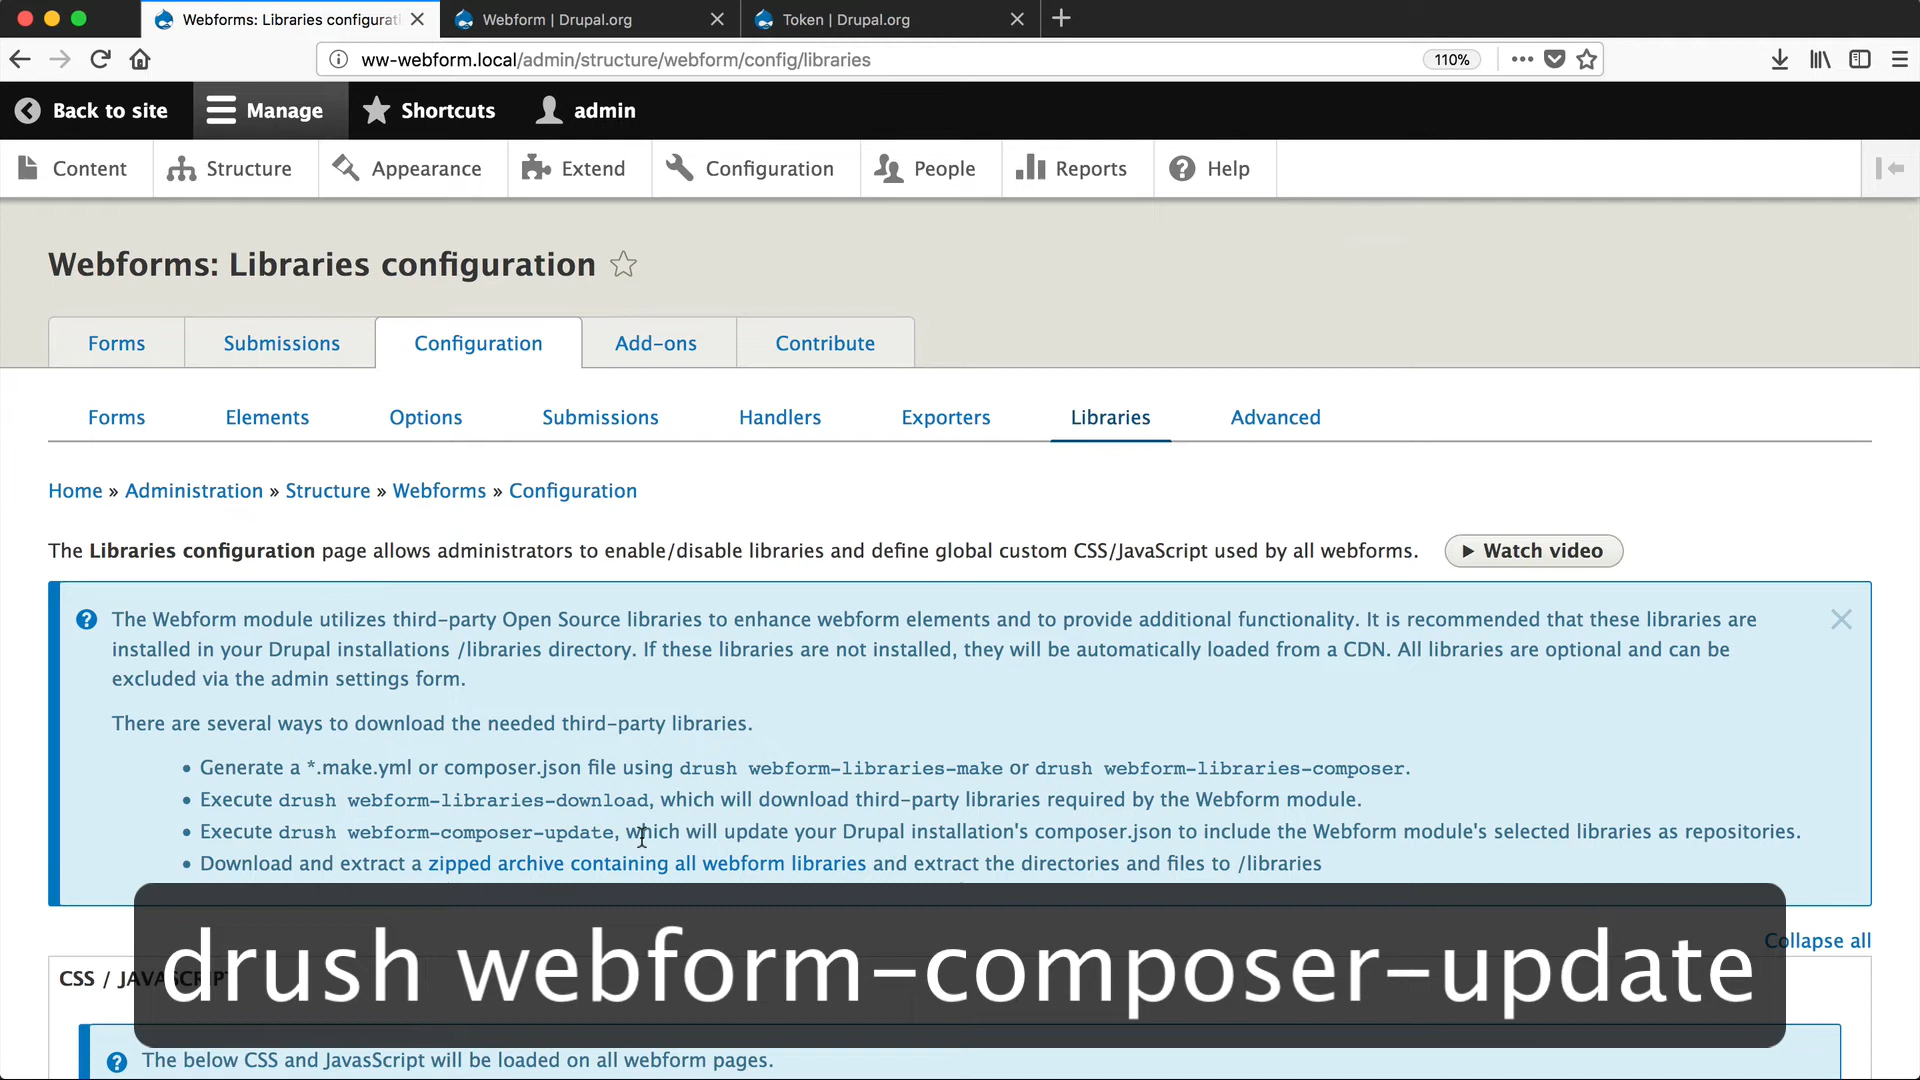 Webforms: Libraries configurati
Webform | Drupal.org
Token | Drupal.org
ww-webform.local/admin/structure/webform/config/libraries
110%
Back to site
Manage
Shortcuts
admin
Content
Structure
Appearance
Extend
Configuration
People
Reports
Help
Webforms: Libraries configuration
Forms
Submissions
Configuration
Add-ons
Contribute
Forms
Elements
Options
Submissions
Handlers
Exporters
Libraries
Advanced
Home » Administration » Structure » Webforms » Configuration
The Libraries configuration page allows administrators to enable/disable libraries and define global custom CSS/JavaScript used by all webforms.
Watch video
The Webform module utilizes third-party Open Source libraries to enhance webform elements and to provide additional functionality. It is recommended that these libraries are
installed in your Drupal installations /libraries directory. If these libraries are not installed, they will be automatically loaded from a CDN. All libraries are optional and can be
excluded via the admin settings form.
There are several ways to download the needed third-party libraries.
• Generate a *.make.yml or composer.json file using drush webform-libraries-make or drush webform-libraries-composer.
• Execute drush webform-libraries-download, which will download third-party libraries required by the Webform module.
• Execute drush webform-composer-update, which will update your Drupal installation's composer.json to include the Webform module's selected libraries as repositories.
• Download and extract a zipped archive containing all webform libraries and extract the directories and files to /libraries
Collapse all
CSS / JAVASCRIPT
drush webform-composer-update
The below CSS and JavasScript will be loaded on all webform pages.